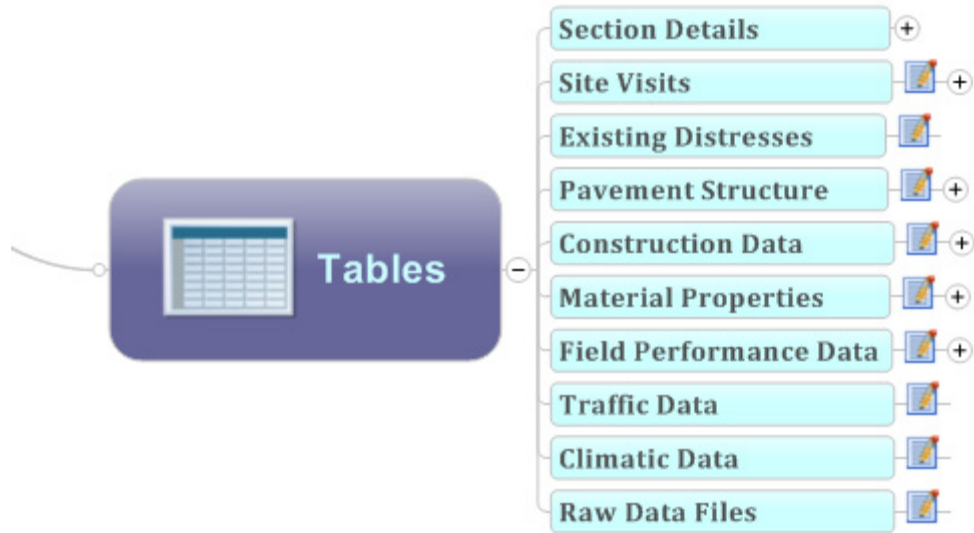 Tables
Section Details
Site Visits
Existing Distresses
Pavement Structure
Construction Data
Material Properties
Field Performance Data
Traffic Data
Climatic Data
Raw Data Files